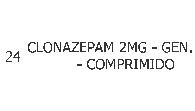 24 CLONAZEPAM 2MG - GEN.
- COMPRIMIDO